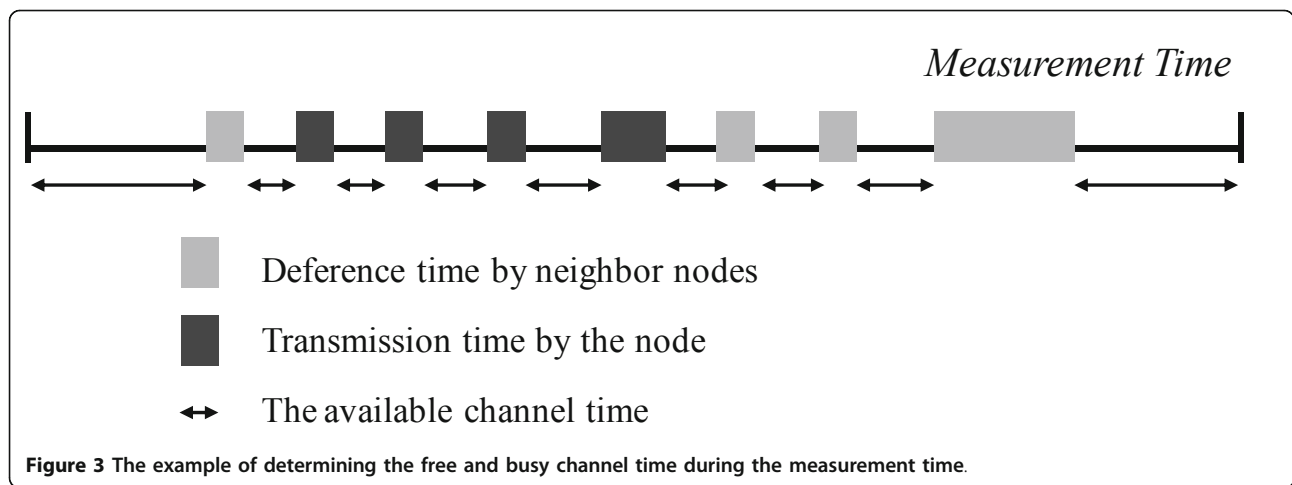 Measurement Time
Deference time by neighbor nodes
Transmission time by the node
The available channel time
Figure 3 The example of determining the free and busy channel time during the measurement time.